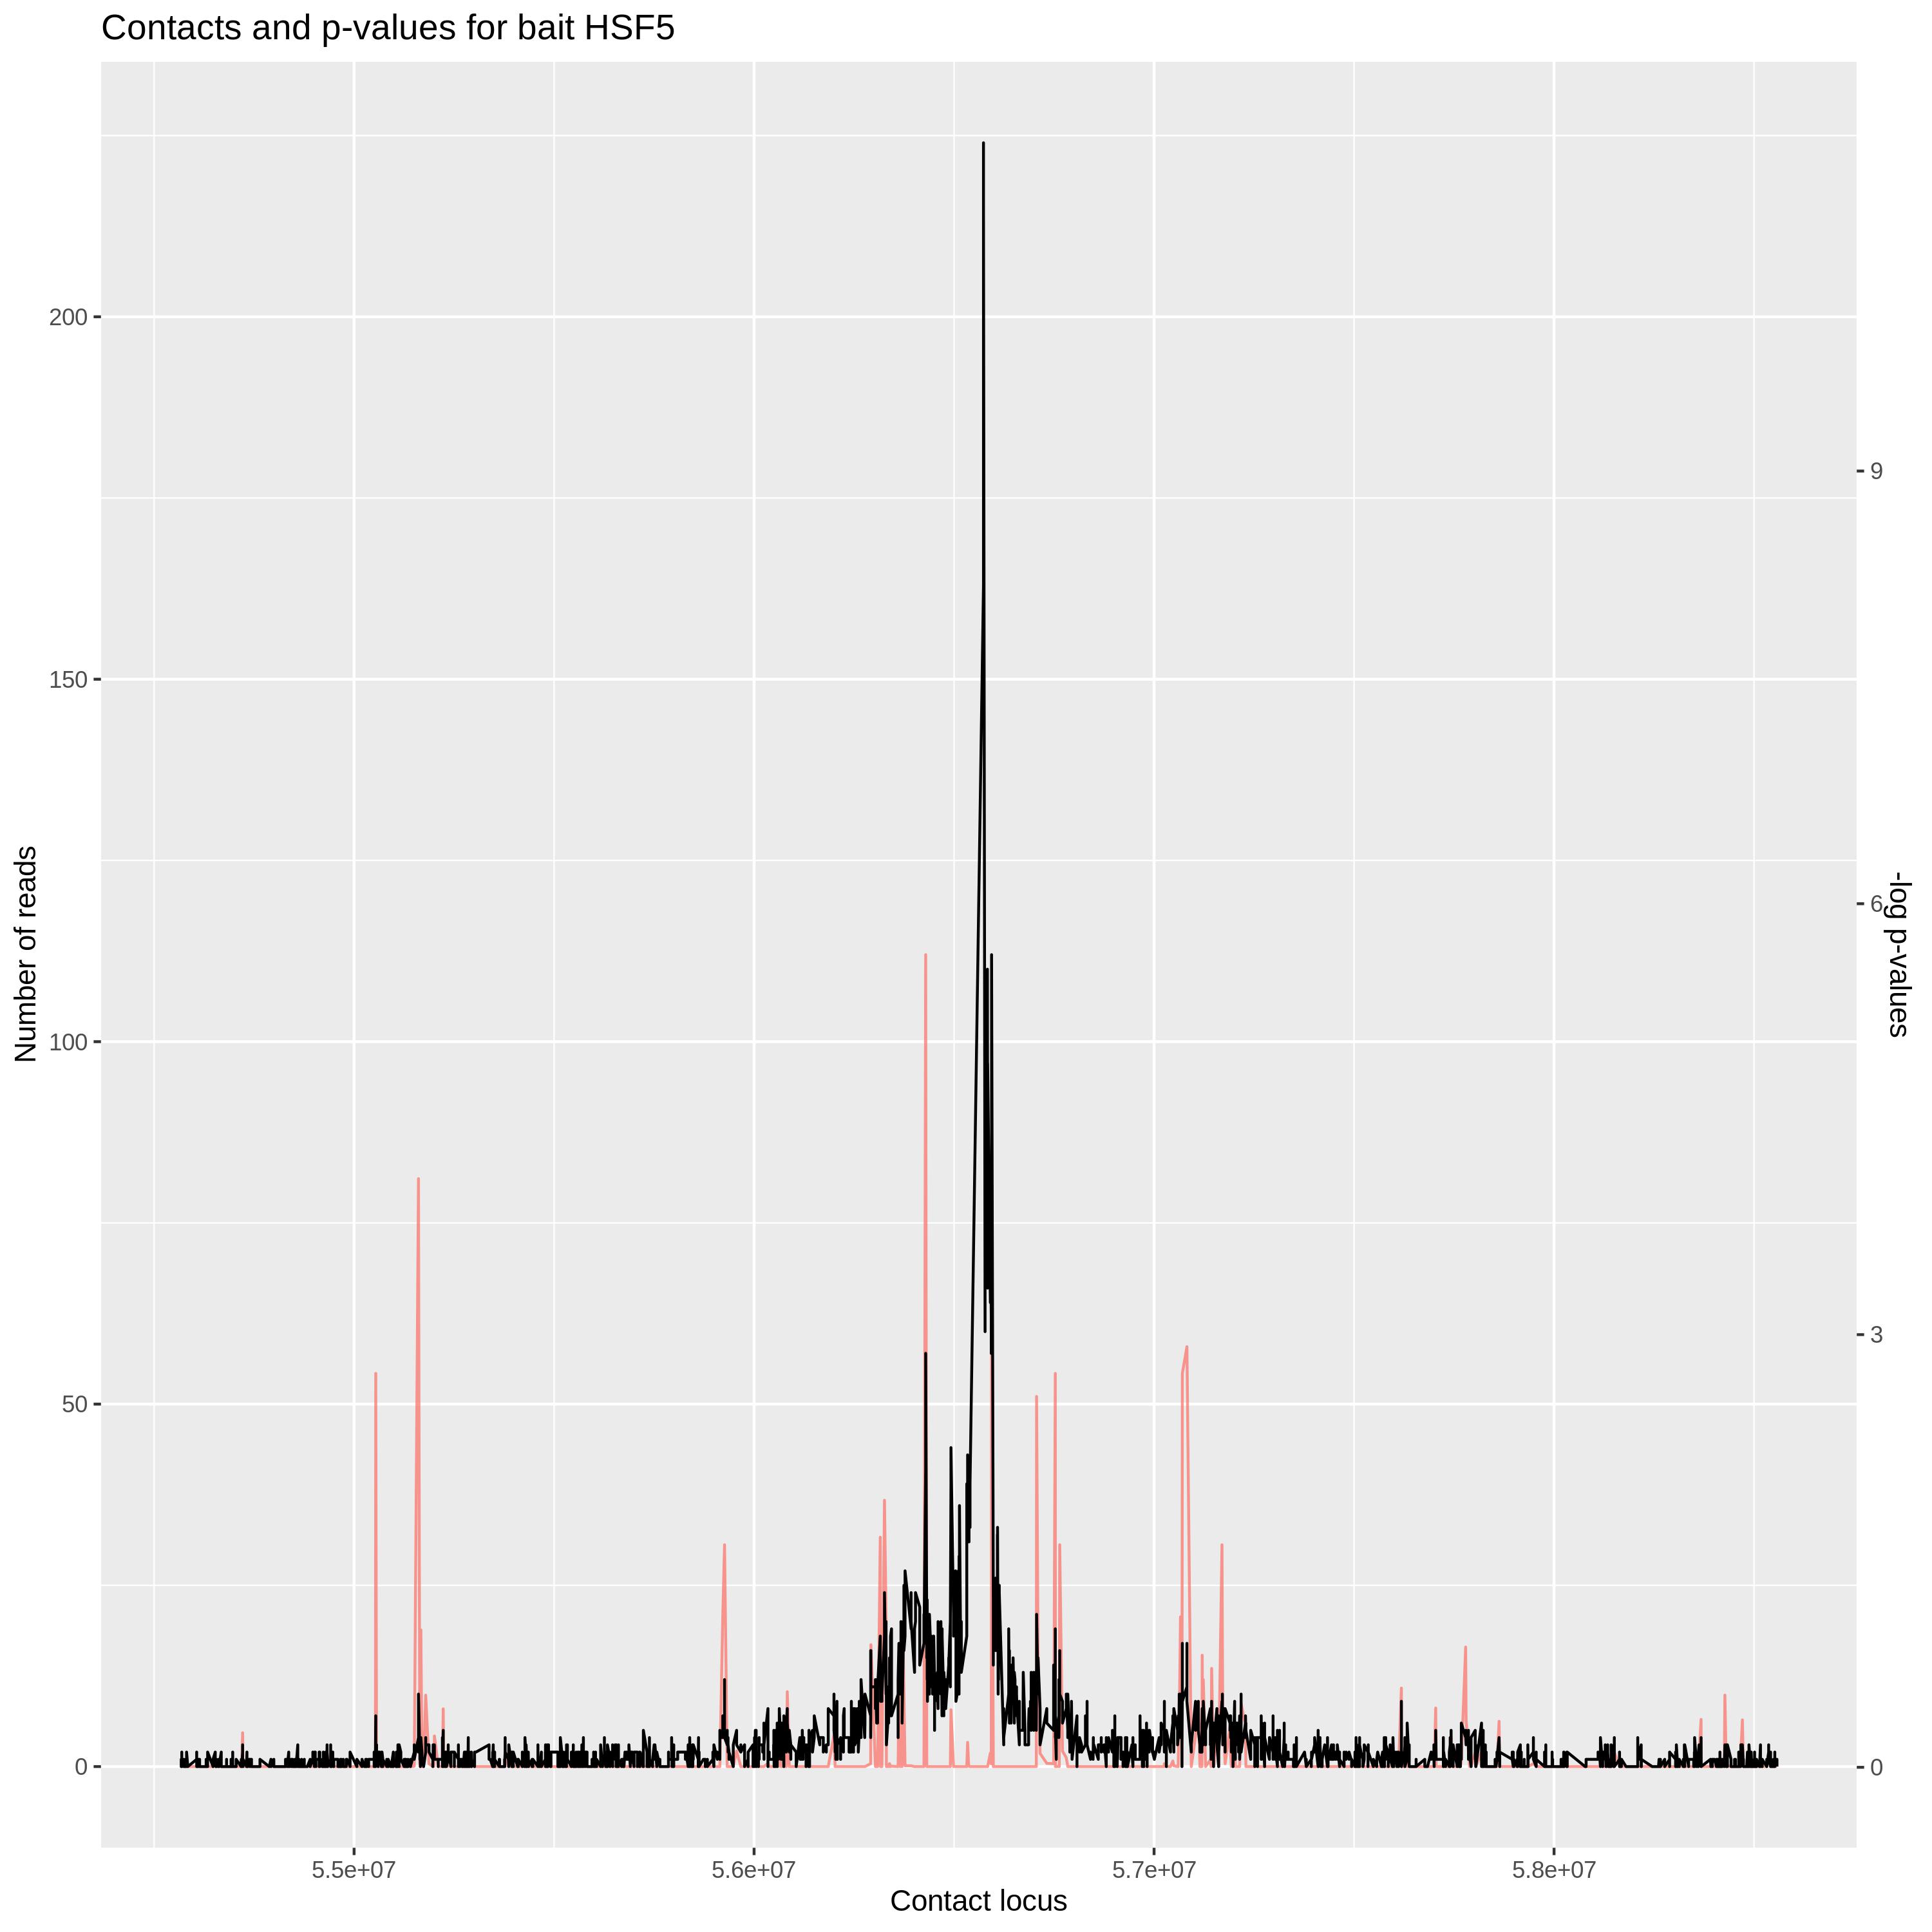 Contacts and p-values for bait HSF5
Number of reads
200
150
100
50
0
9
6
3
0
-log p-values
5.5e+07 5.6e+07 5.7e+07 5.8e+07
Contact locus